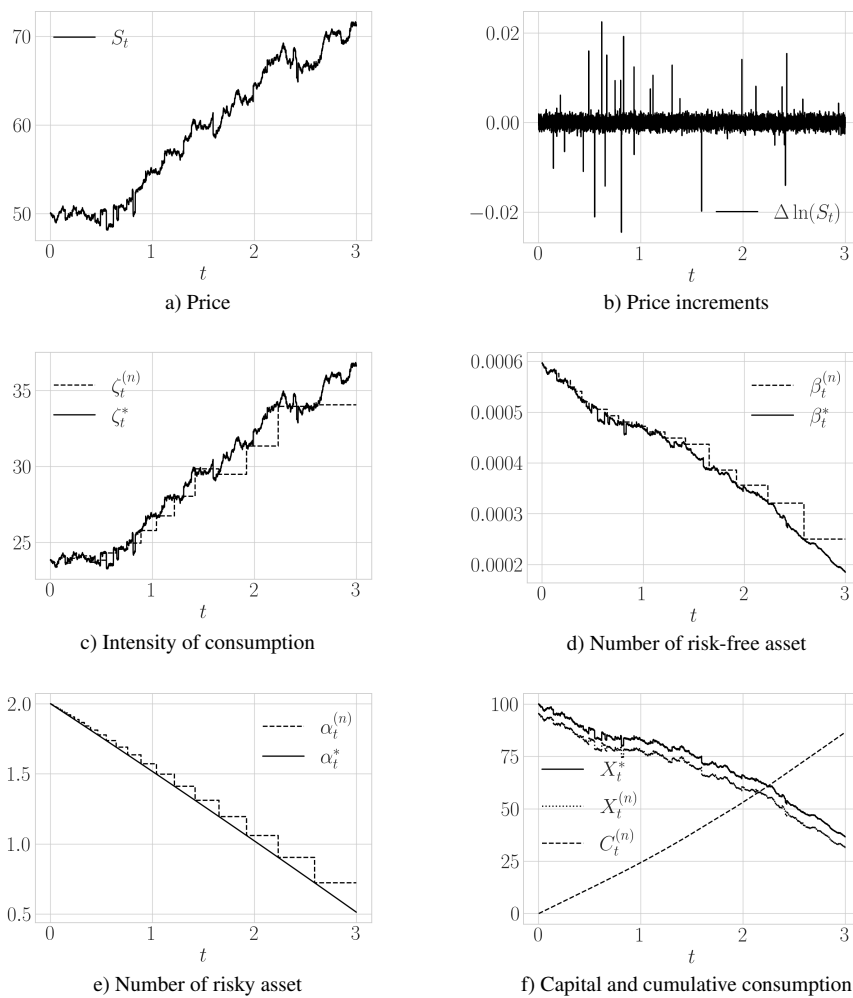 70
60
50
0 1 2 3
t
S_t
a) Price
0.02
0.00
−0.02
0 1 2 3
t
Δ ln(S_t)
b) Price increments
35
30
25
0 1 2 3
t
ζ_t^{(n)}
ζ_t^*
c) Intensity of consumption
0.0006
0.0005
0.0004
0.0003
0.0002
0 1 2 3
t
β_t^{(n)}
β_t^*
d) Number of risk-free asset
2.0
1.5
1.0
0.5
0 1 2 3
t
α_t^{(n)}
α_t^*
e) Number of risky asset
100
75
50
25
0
0 1 2 3
t
X_t^*
X_t^{(n)}
C_t^{(n)}
f) Capital and cumulative consumption